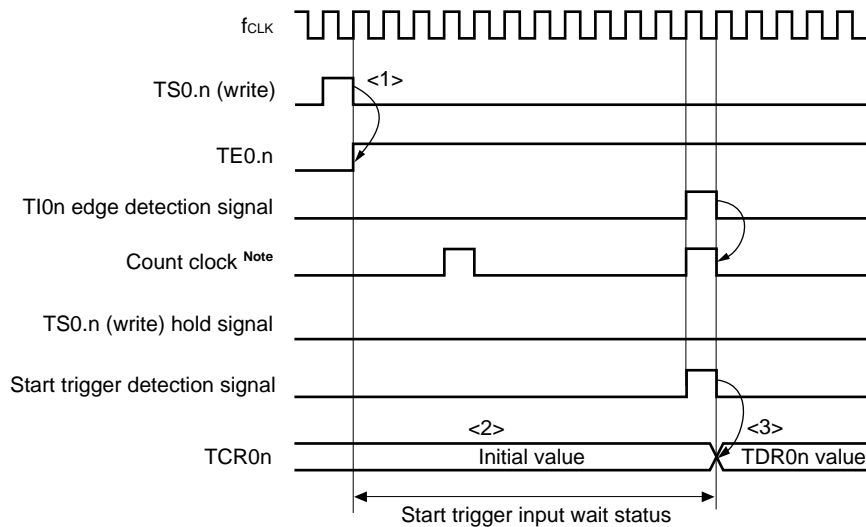 fCLK
TS0.n (write)
<1>
TE0.n
TI0n edge detection signal
Count clock Note
TS0.n (write) hold signal
Start trigger detection signal
<2>
<3>
TCR0n
Initial value
TDR0n value
Start trigger input wait status